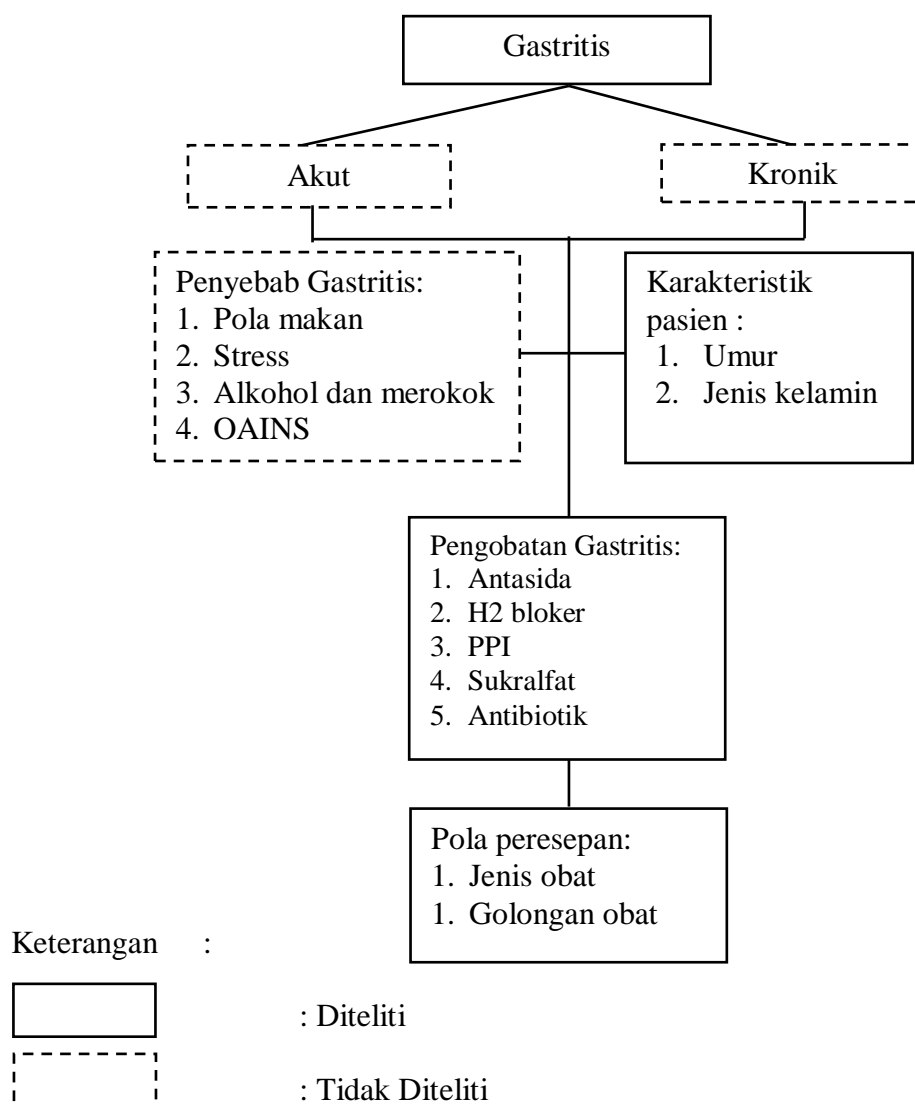 Gastritis
Akut
Kronik
Penyebab Gastritis:
1. Pola makan
2. Stress
3. Alkohol dan merokok
4. OAINS
Karakteristik
pasien :
1. Umur
2. Jenis kelamin
Pengobatan Gastritis:
1. Antasida
2. H2 bloker
3. PPI
4. Sukralfat
5. Antibiotik
Pola peresepan:
1. Jenis obat
1. Golongan obat
Keterangan :
: Diteliti
: Tidak Diteliti